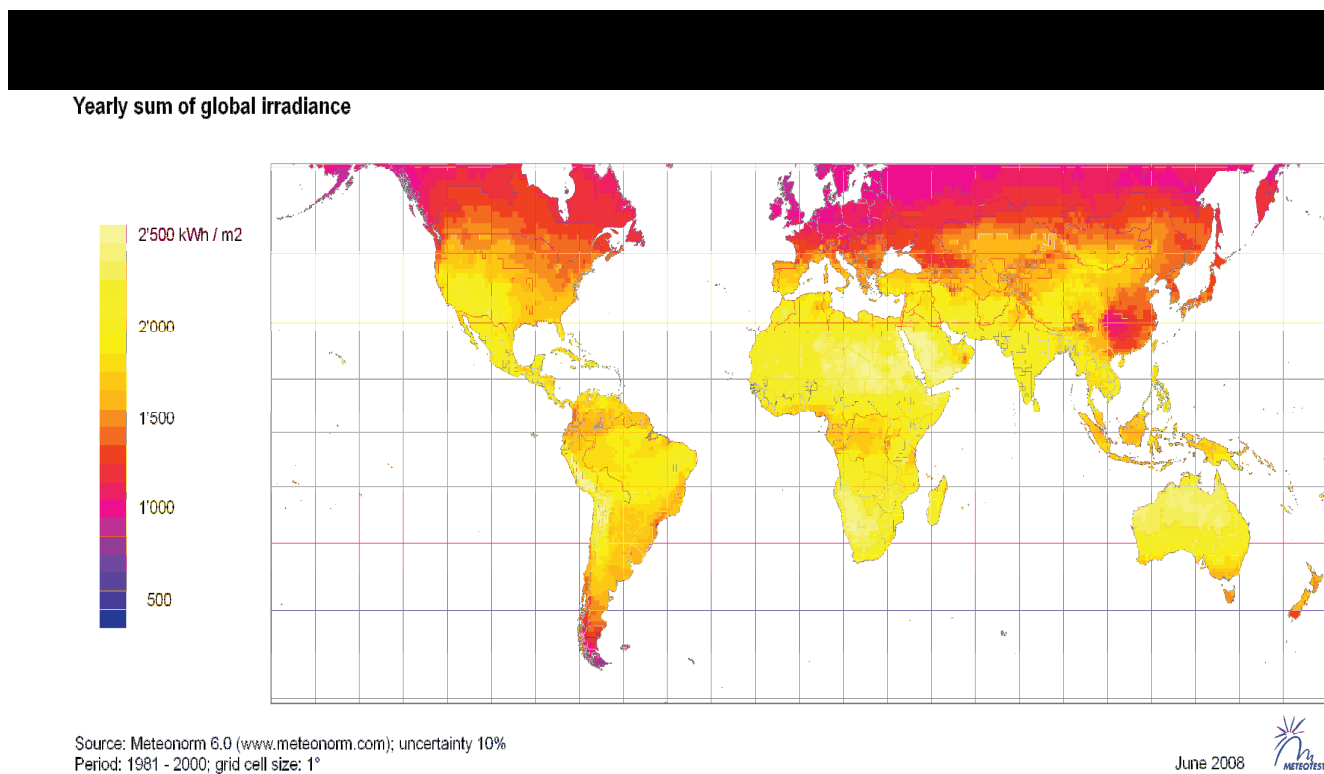 Yearly sum of global irradiance
2'500 kWh / m2
2'000
1'500
1'000
500
Source: Meteonorm 6.0 (www.meteonorm.com); uncertainty 10%
Period: 1981 - 2000; grid cell size: 1°
June 2008
METEOTEST